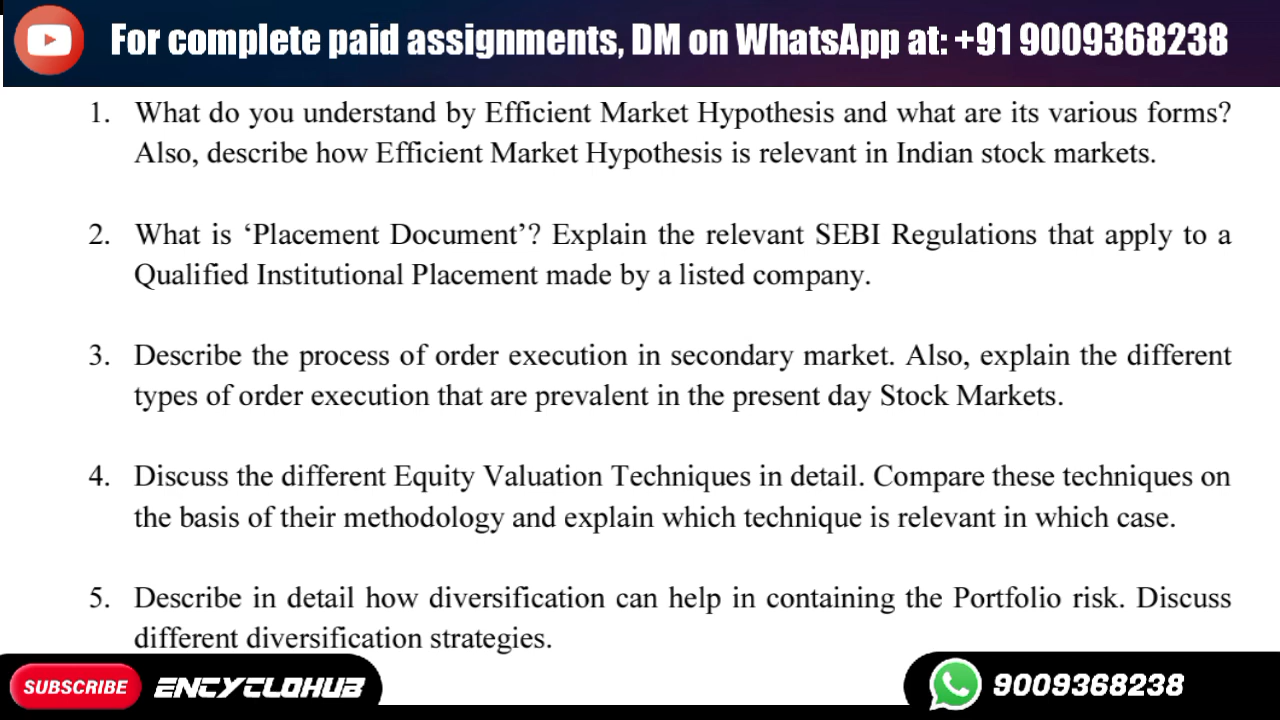 For complete paid assignments, DM on WhatsApp at: +91 9009368238
1. What do you understand by Efficient Market Hypothesis and what are its various forms?
Also, describe how Efficient Market Hypothesis is relevant in Indian stock markets.
2. What is ‘Placement Document’? Explain the relevant SEBI Regulations that apply to a
Qualified Institutional Placement made by a listed company.
3. Describe the process of order execution in secondary market. Also, explain the different
types of order execution that are prevalent in the present day Stock Markets.
4. Discuss the different Equity Valuation Techniques in detail. Compare these techniques on
the basis of their methodology and explain which technique is relevant in which case.
5. Describe in detail how diversification can help in containing the Portfolio risk. Discuss
different diversification strategies.
SUBSCRIBE ENCYCLOHUB 9009368238